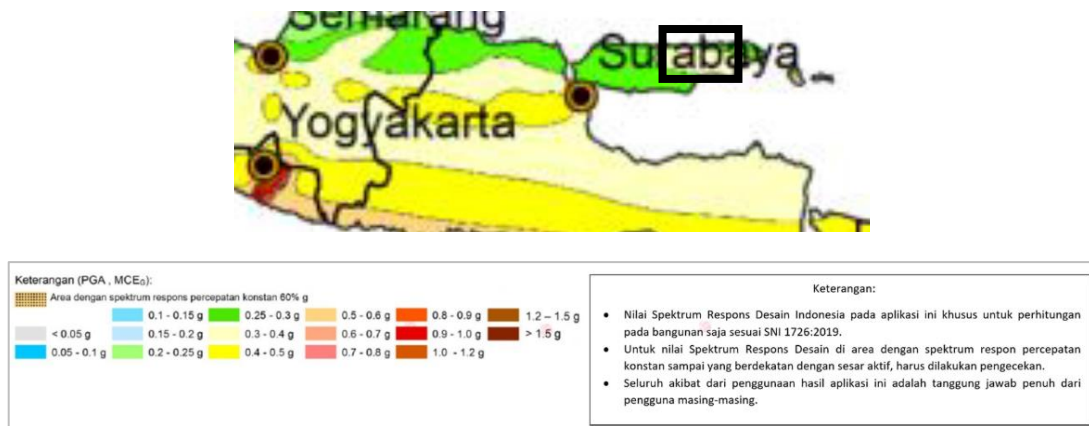 Semarang
Surabaya
Yogyakarta
Keterangan (PGA , MCEG):
Area dengan spektrum respons percepatan konstan 60% g
0.1 - 0.15 g 0.25 - 0.3 g 0.5 - 0.6 g 0.8 - 0.9 g 1.2 – 1.5 g
< 0.05 g 0.15 - 0.2 g 0.3 - 0.4 g 0.6 - 0.7 g 0.9 - 1.0 g > 1.5 g
0.05 - 0.1 g 0.2 - 0.25 g 0.4 - 0.5 g 0.7 - 0.8 g 1.0 - 1.2 g
Keterangan:
• Nilai Spektrum Respons Desain Indonesia pada aplikasi ini khusus untuk perhitungan
pada bangunan saja sesuai SNI 1726:2019.
• Untuk nilai Spektrum Respons Desain di area dengan spektrum respon percepatan
konstan sampai yang berdekatan dengan sesar aktif, harus dilakukan pengecekan.
• Seluruh akibat dari penggunaan hasil aplikasi ini adalah tanggung jawab penuh dari
pengguna masing-masing.